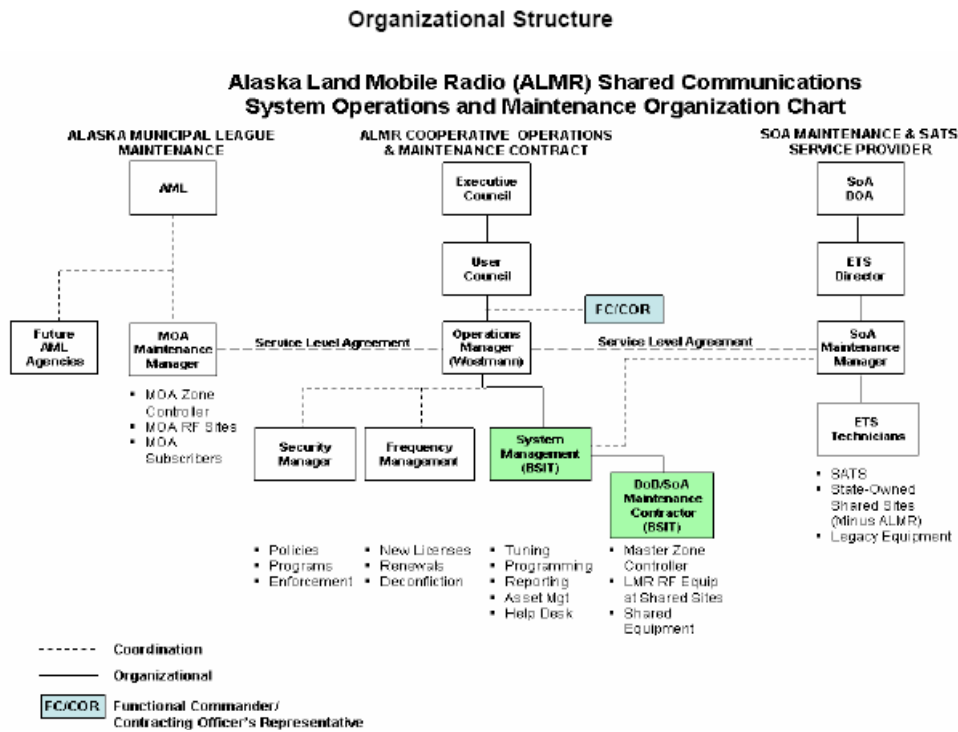 Organizational Structure
Alaska Land Mobile Radio (ALMR) Shared Communications
System Operations and Maintenance Organization Chart
ALASKA MUNICIPAL LEAGUE
MAINTENANCE
ALMR COOPERATIVE OPERATIONS
& MAINTENANCE CONTRACT
SOA MAINTENANCE & SATS
SERVICE PROVIDER
AML
Executive
Council
SoA
DOA
User
Council
ETS
Director
FC/COR
Future
AML
Agencies
MOA
Maintenance
Manager
Service Level Agreement
Operations
Manager
(Wostmann)
Service Level Agreement
SoA
Maintenance
Manager
▪ MOA Zone
Controller
▪ MOA RF Sites
▪ MOA
Subscribers
Security
Manager
Frequency
Management
System
Management
(BSIT)
ETS
Technicians
DoD/SoA
Maintenance
Contractor
(BSIT)
▪ SATS
▪ State-Owned
Shared Sites
(Minus ALMR)
▪ Legacy Equipment
▪ Policies
▪ Programs
▪ Enforcement
▪ New Licenses
▪ Renewals
▪ Deconfiction
▪ Tuning
▪ Programming
▪ Reporting
▪ Asset Mgt
▪ Help Desk
▪ Master Zone
Controller
▪ LMR RF Equip
at Shared Sites
▪ Shared
Equipment
Coordination
Organizational
FC/COR
Functional Commander/
Contracting Officer's Representative